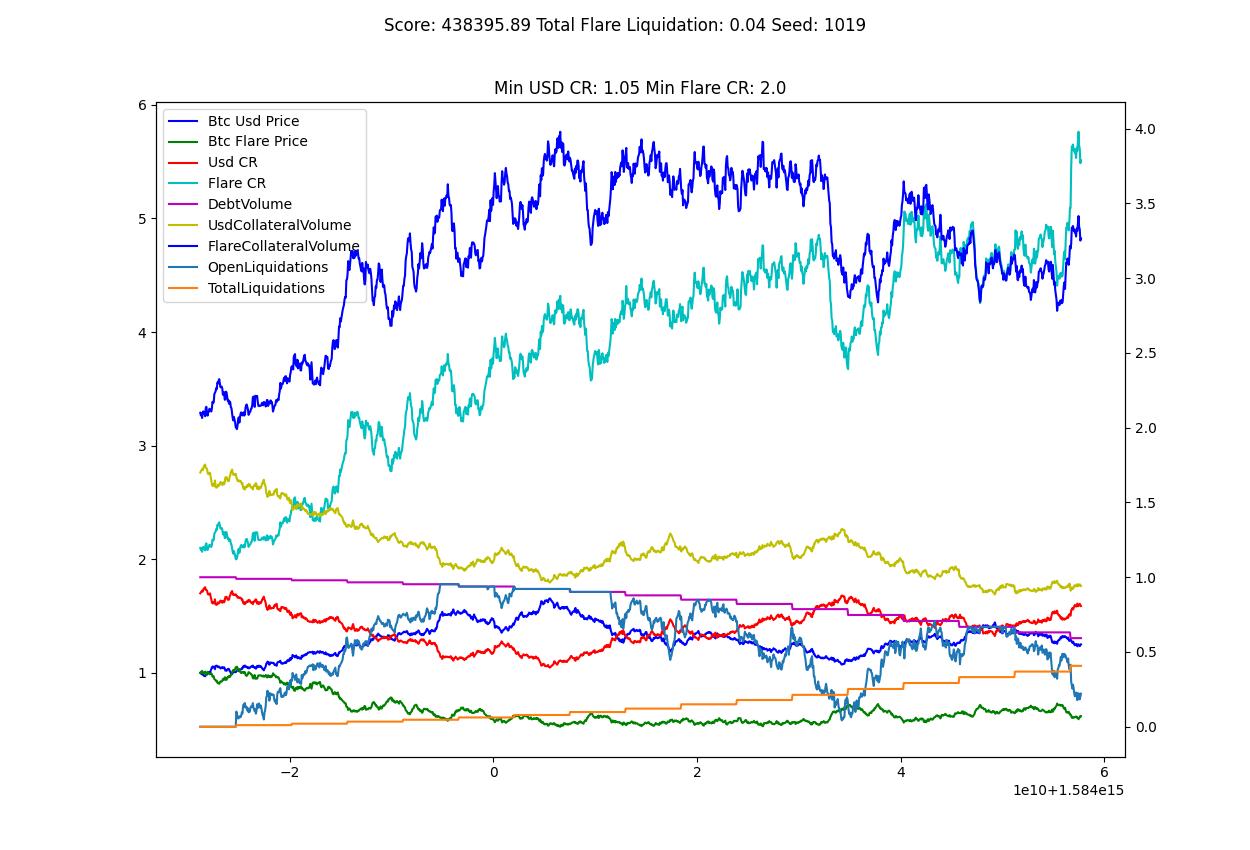 Score: 438395.89 Total Flare Liquidation: 0.04 Seed: 1019
Min USD CR: 1.05 Min Flare CR: 2.0
Btc Usd Price
Btc Flare Price
Usd CR
Flare CR
DebtVolume
UsdCollateralVolume
FlareCollateralVolume
OpenLiquidations
TotalLiquidations
6
5
4
3
2
1
4.0
3.5
3.0
2.5
2.0
1.5
1.0
0.5
0.0
−2 0 2 4 6
1e10+1.584e15